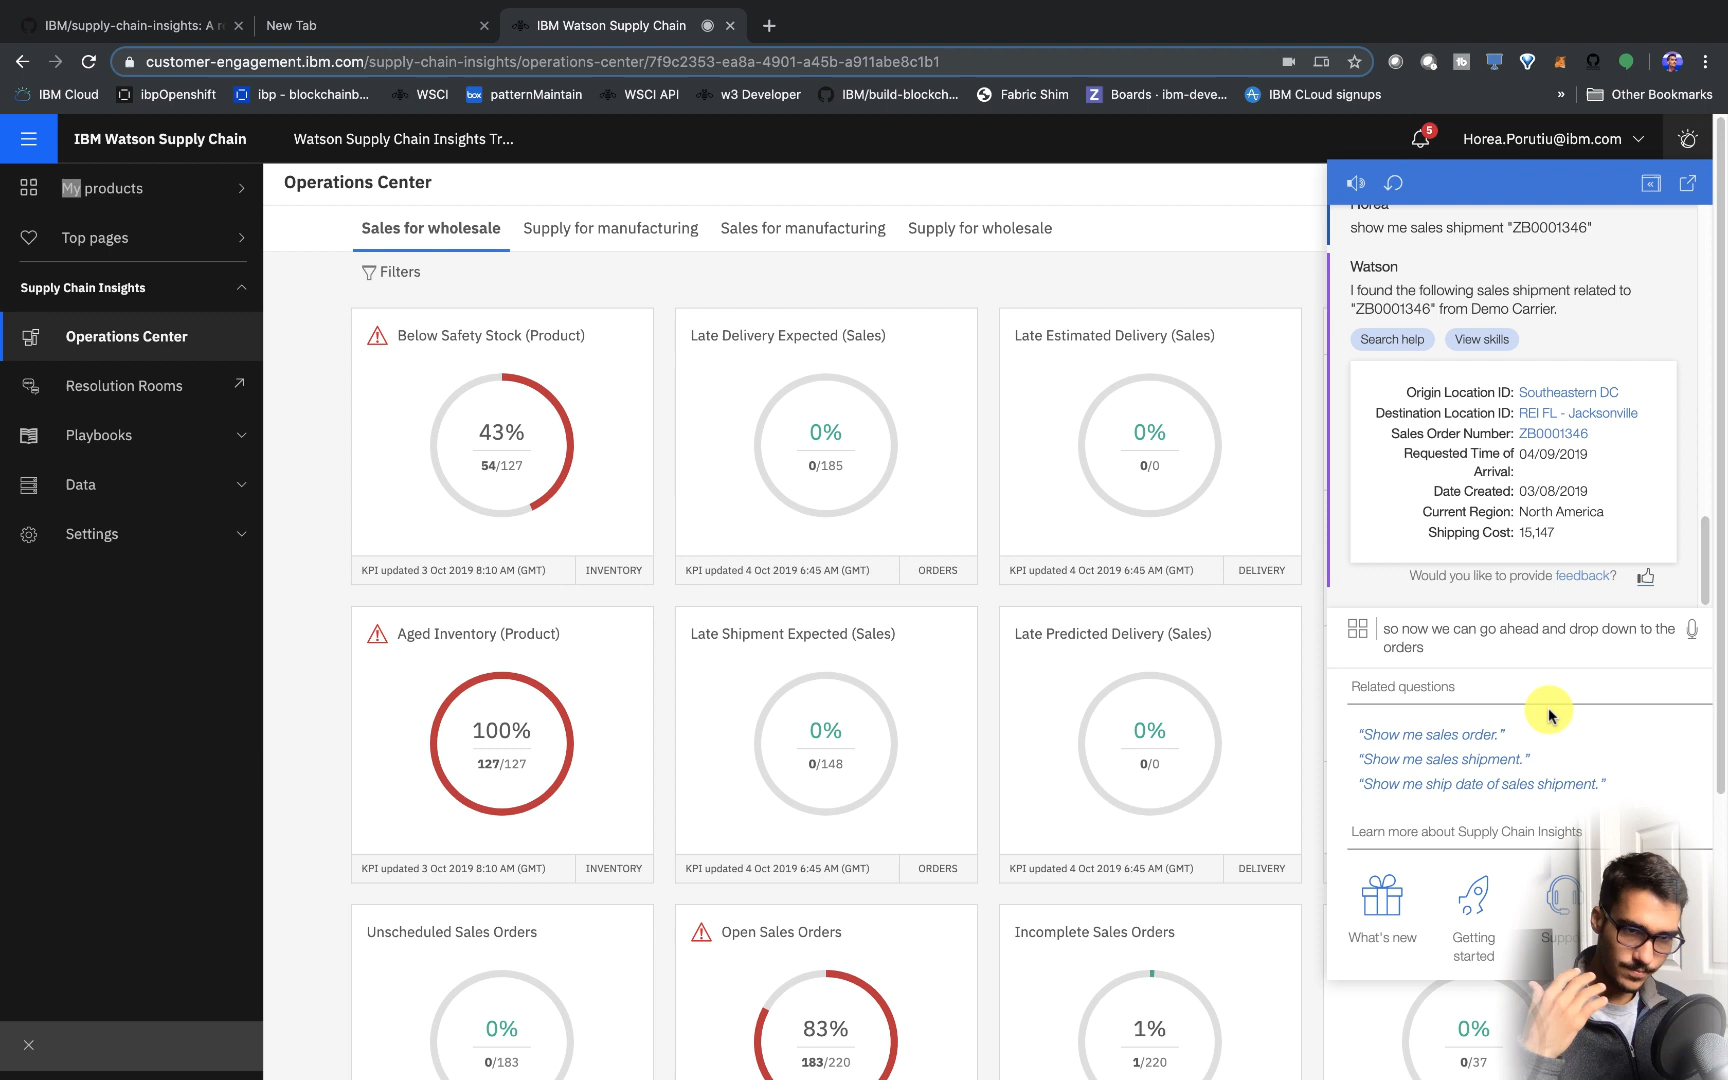 IBM/supply-chain-insights: A r
New Tab
IBM Watson Supply Chain
customer-engagement.ibm.com/supply-chain-insights/operations-center/7f9c2353-ea8a-4901-a45b-a911abe8c1b1
IBM Cloud
ibpOpenshift
ibp - blockchainb...
WSCI
box
patternMaintain
WSCI API
w3 Developer
IBM/build-blockch...
Fabric Shim
Z
Boards · ibm-deve...
IBM CLoud signups
»
Other Bookmarks
IBM Watson Supply Chain
Watson Supply Chain Insights Tr...
5
Horea.Porutiu@ibm.com
My products
Top pages
Supply Chain Insights
Operations Center
Resolution Rooms
Playbooks
Data
Settings
Operations Center
Sales for wholesale
Supply for manufacturing
Sales for manufacturing
Supply for wholesale
Filters
Below Safety Stock (Product)
43%
54/127
KPI updated 3 Oct 2019 8:10 AM (GMT)
INVENTORY
Late Delivery Expected (Sales)
0%
0/185
KPI updated 4 Oct 2019 6:45 AM (GMT)
ORDERS
Late Estimated Delivery (Sales)
0%
0/0
KPI updated 4 Oct 2019 6:45 AM (GMT)
DELIVERY
Aged Inventory (Product)
100%
127/127
KPI updated 3 Oct 2019 8:10 AM (GMT)
INVENTORY
Late Shipment Expected (Sales)
0%
0/148
KPI updated 4 Oct 2019 6:45 AM (GMT)
ORDERS
Late Predicted Delivery (Sales)
0%
0/0
KPI updated 4 Oct 2019 6:45 AM (GMT)
DELIVERY
Unscheduled Sales Orders
0%
0/183
Open Sales Orders
83%
183/220
Incomplete Sales Orders
1%
1/220
0%
0/37
Horea
show me sales shipment "ZB0001346"
Watson
I found the following sales shipment related to
"ZB0001346" from Demo Carrier.
Search help
View skills
Origin Location ID: Southeastern DC
Destination Location ID: REI FL - Jacksonville
Sales Order Number: ZB0001346
Requested Time of 04/09/2019
Arrival:
Date Created: 03/08/2019
Current Region: North America
Shipping Cost: 15,147
Would you like to provide feedback?
so now we can go ahead and drop down to the
orders
Related questions
“Show me sales order.”
“Show me sales shipment.”
“Show me ship date of sales shipment.”
Learn more about Supply Chain Insights
What's new
Getting
started